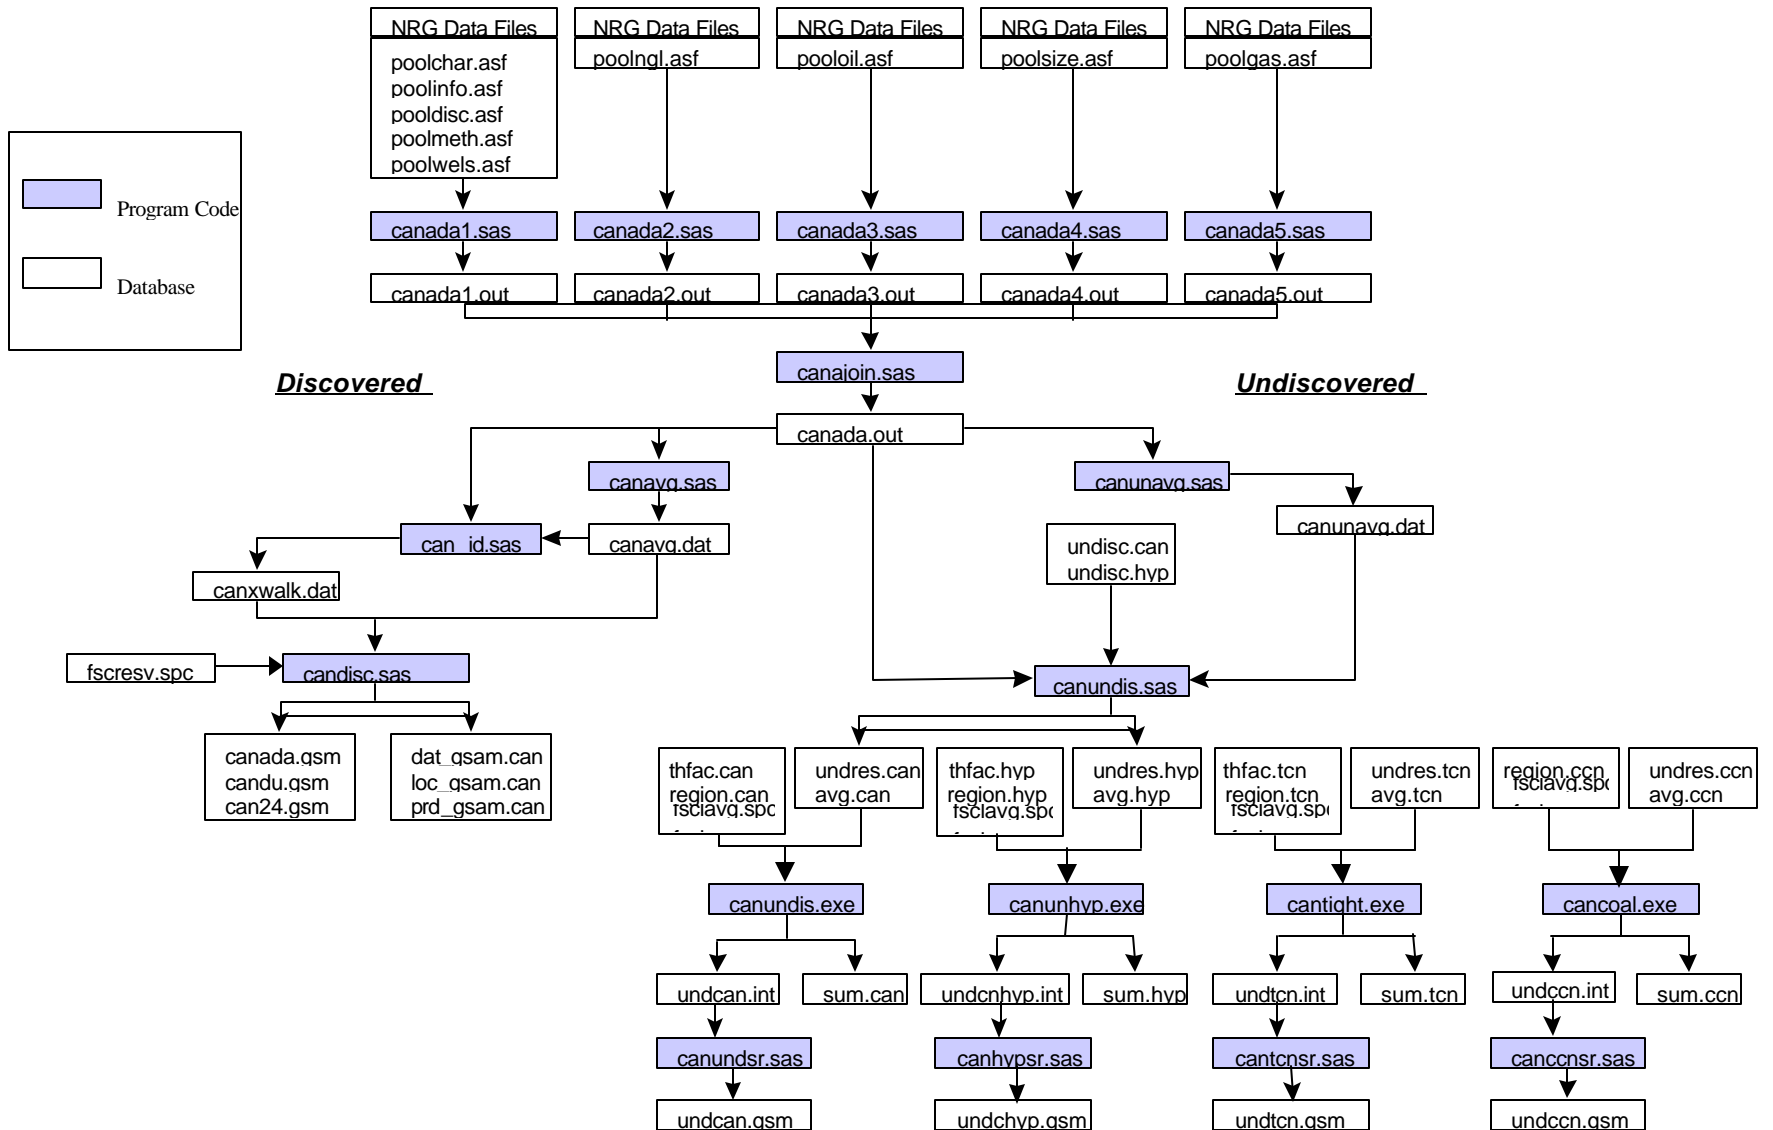 NRG Data Files
NRG Data Files
NRG Data Files
NRG Data Files
NRG Data Files
poolchar.asf
poolinfo.asf
pooldisc.asf
poolmeth.asf
poolwels.asf
poolngl.asf
pooloil.asf
poolsize.asf
poolgas.asf
Program Code
Database
canada1.sas
canada2.sas
canada3.sas
canada4.sas
canada5.sas
canada1.out
canada2.out
canada3.out
canada4.out
canada5.out
canajoin.sas
Discovered
Undiscovered
canada.out
canavg.sas
canunavg.sas
can_id.sas
canavg.dat
canunavg.dat
undisc.can
undisc.hyp
canxwalk.dat
fscresv.spc
candisc.sas
canundis.sas
canada.gsm
candu.gsm
can24.gsm
dat_gsam.can
loc_gsam.can
prd_gsam.can
thfac.can
region.can
fsclavg.spc
undres.can
avg.can
thfac.hyp
region.hyp
fsclavg.spc
undres.hyp
avg.hyp
thfac.tcn
region.tcn
fsclavg.spc
undres.tcn
avg.tcn
region.ccn
fsclavg.spc
undres.ccn
avg.ccn
canundis.exe
canunhyp.exe
cantight.exe
cancoal.exe
undcan.int
sum.can
undcnhyp.int
sum.hyp
undtcn.int
sum.tcn
undccn.int
sum.ccn
canundsr.sas
canhypsr.sas
cantcnsr.sas
canccnsr.sas
undcan.gsm
undchyp.gsm
undtcn.gsm
undccn.gsm